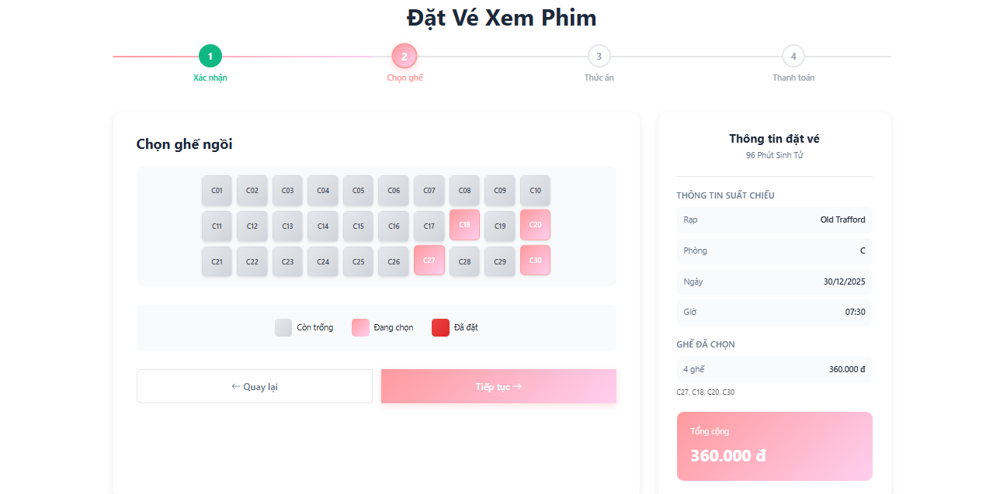 Đặt Vé Xem Phim
1 2 3 4
Xác nhận Chọn ghế Thức ăn Thanh toán
Chọn ghế ngồi
C01 C02 C03 C04 C05 C06 C07 C08 C09 C10
C11 C12 C13 C14 C15 C16 C17 C18 C19 C20
C21 C22 C23 C24 C25 C26 C27 C28 C29 C30
Còn trống Đang chọn Đã đặt
← Quay lại Tiếp tục →
Thông tin đặt vé
96 Phút Sinh Tử
THÔNG TIN SUẤT CHIẾU
Rạp Old Trafford
Phòng C
Ngày 30/12/2025
Giờ 07:30
GHẾ ĐÃ CHỌN
4 ghế 360.000 đ
C27, C18, C20, C30
Tổng cộng
360.000 đ